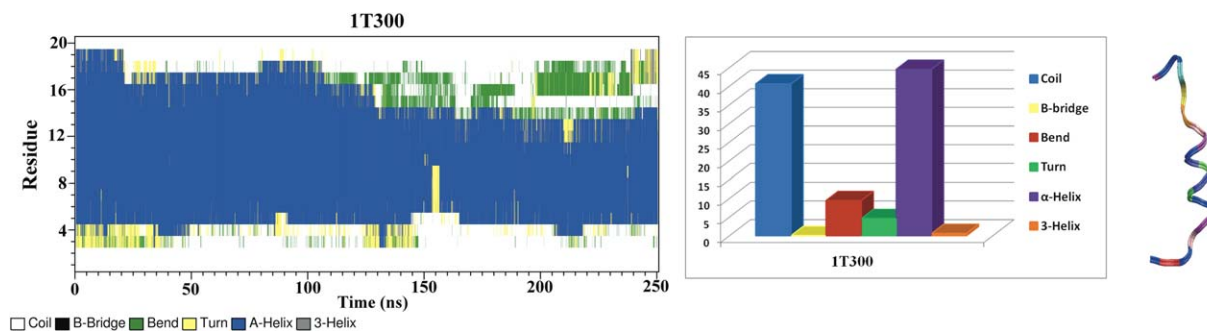 1T300
20
16
12
8
4
Residue
0 50 100 150 200 250
Time (ns)
Coil B-Bridge Bend Turn A-Helix 3-Helix
45
40
35
30
25
20
15
10
5
0
1T300
Coil
B-bridge
Bend
Turn
α-Helix
3-Helix